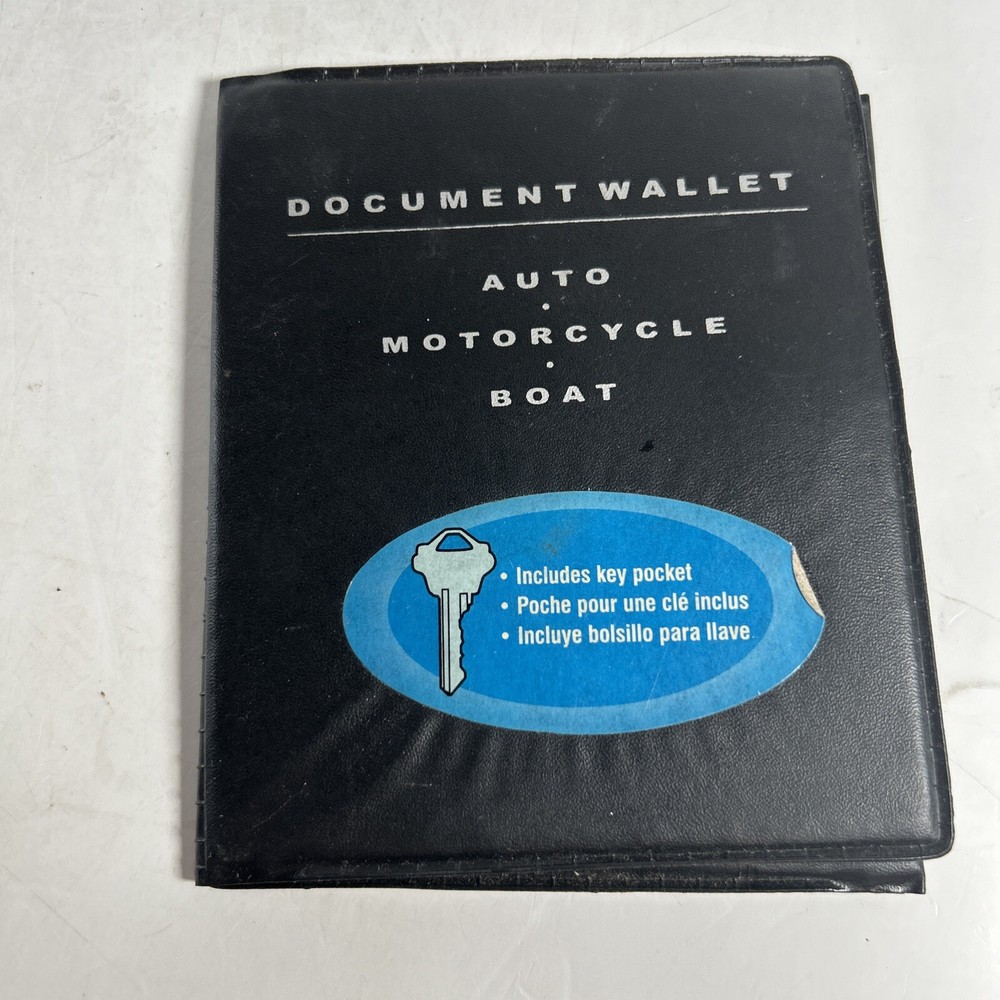 DOCUMENT WALLET
AUTO
•
MOTORCYCLE
•
BOAT
• Includes key pocket
• Poche pour une clé inclus
• Incluye bolsillo para llave